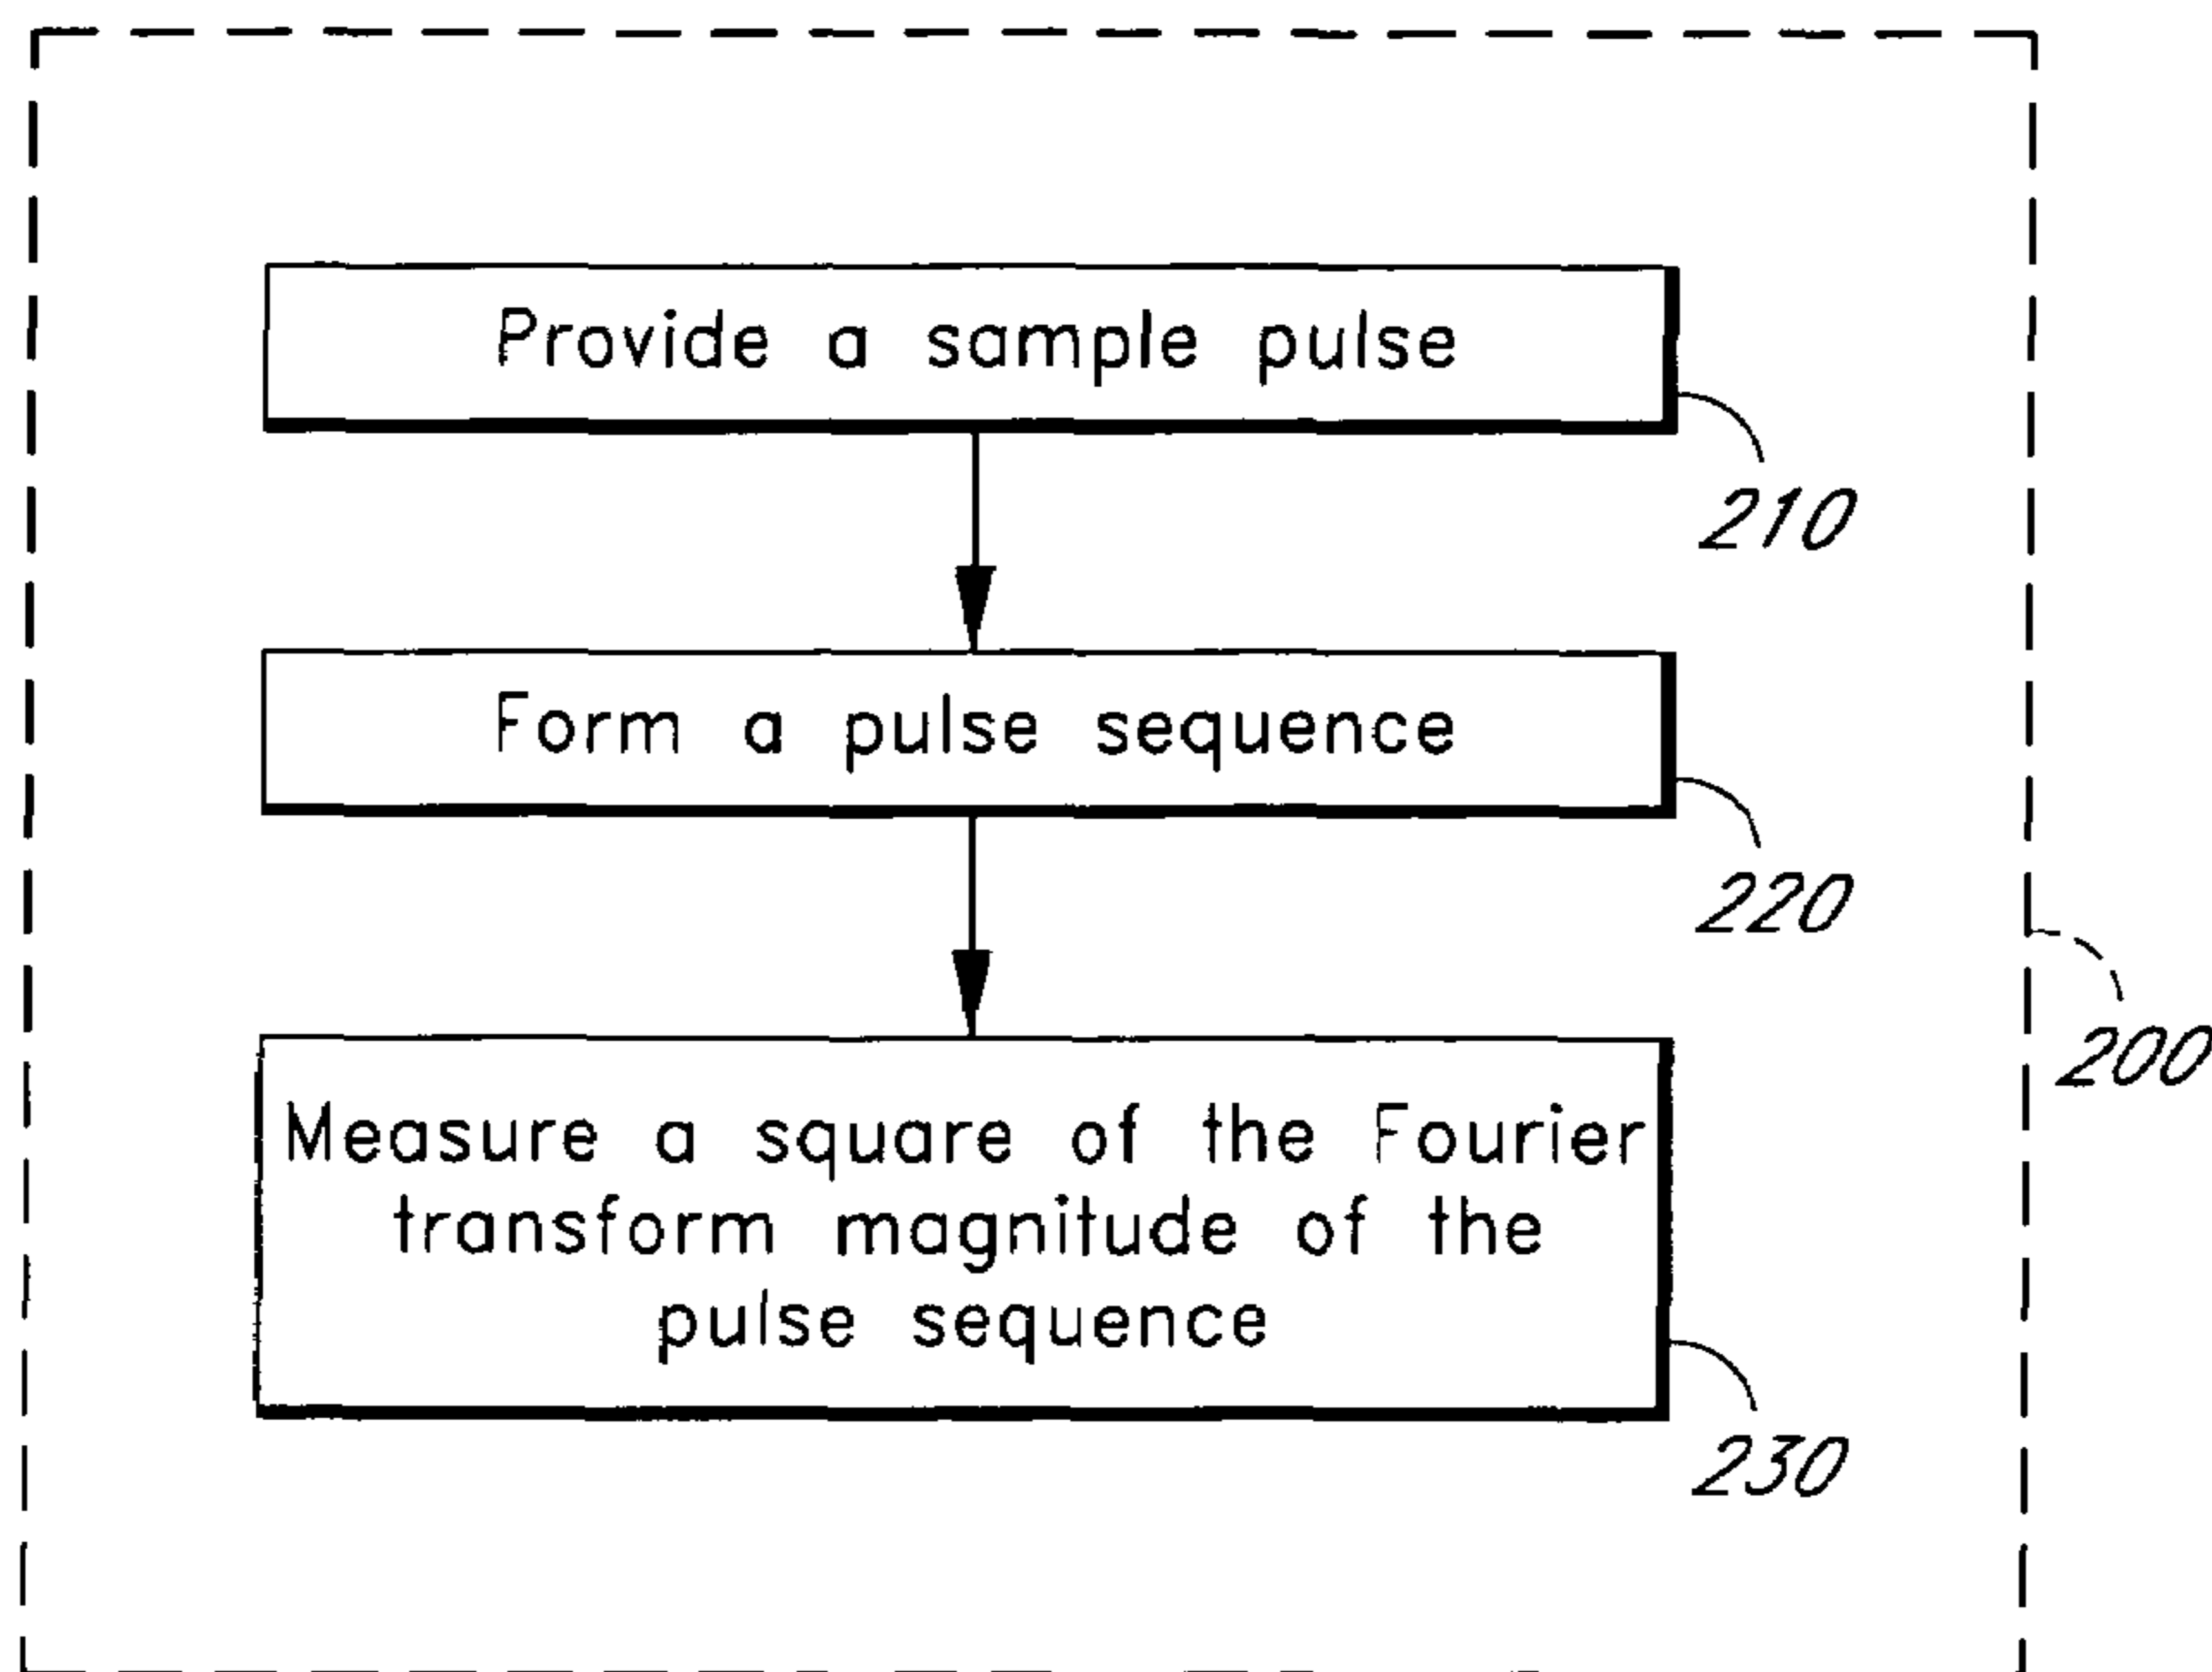 Provide a sample pulse
210
Form a pulse sequence
220
200
Measure a square of the Fourier
transform magnitude of the
pulse sequence
230